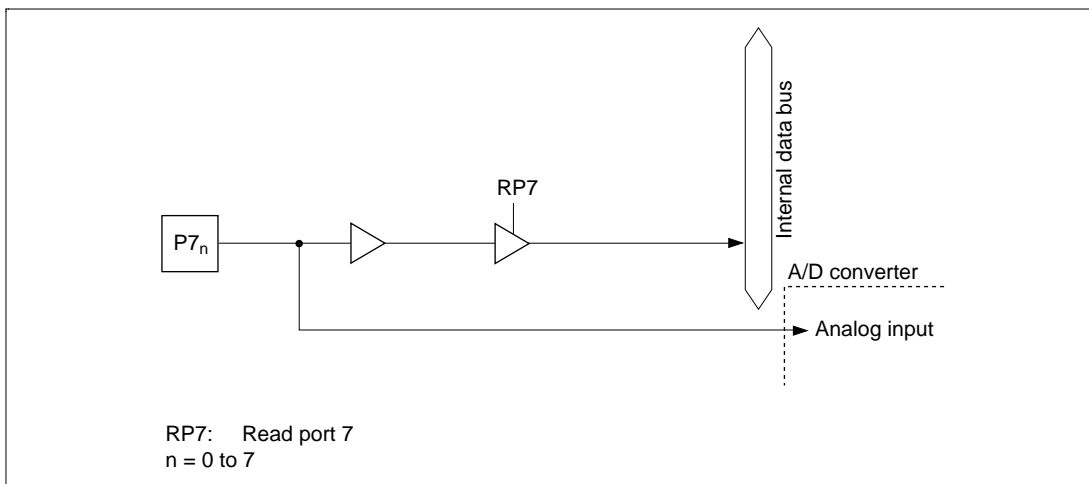 RP7
P7n
Internal data bus
A/D converter
Analog input
RP7: Read port 7
n = 0 to 7